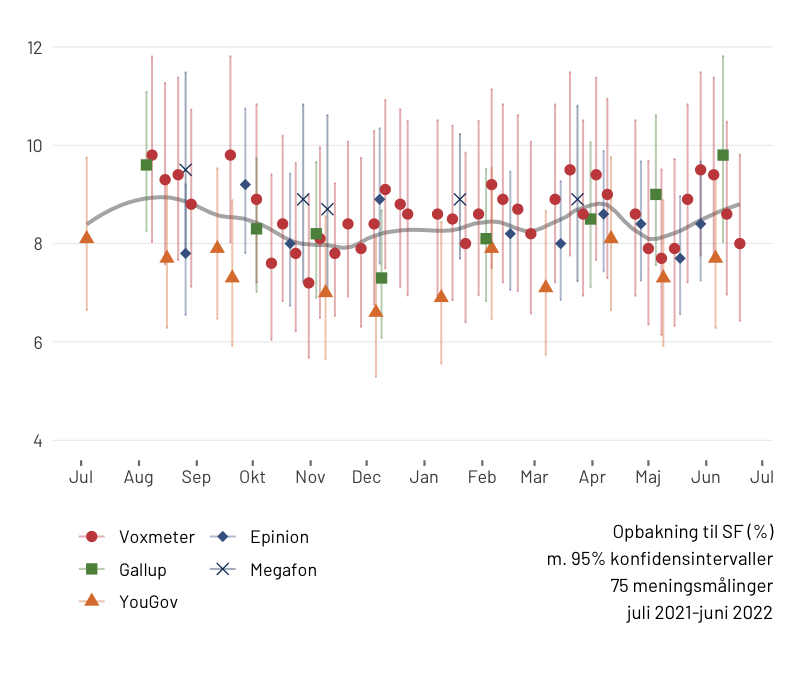 12
10
8
6
4
Jul Aug Sep Okt Nov Dec Jan Feb Mar Apr Maj Jun Jul
Voxmeter Epinion
Gallup Megafon
YouGov
Opbakning til SF (%)
m. 95% konfidensintervaller
75 meningsmålinger
juli 2021-juni 2022